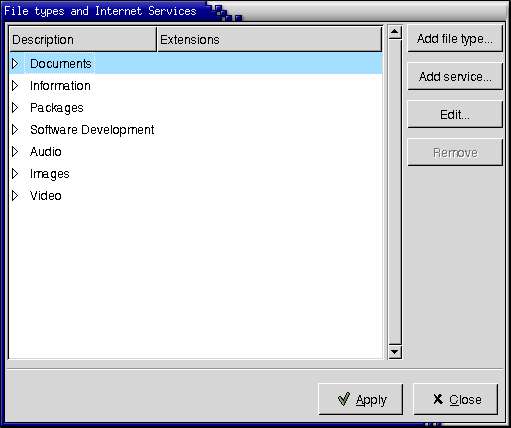 File types and Internet Services
Description Extensions
Documents
Information
Packages
Software Development
Audio
Images
Video
Add file type...
Add service...
Edit...
Remove
Apply
Close